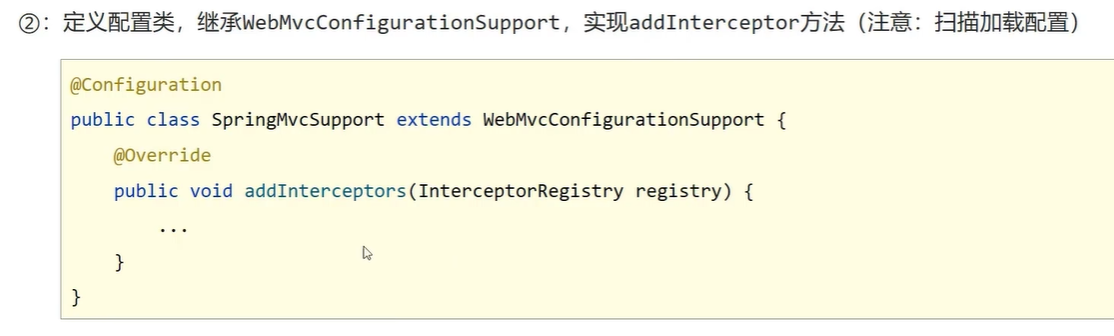 ②：定义配置类，继承WebMvcConfigurationSupport，实现addInterceptor方法（注意：扫描加载配置）
@Configuration
public class SpringMvcSupport extends WebMvcConfigurationSupport {
    @Override
    public void addInterceptors(InterceptorRegistry registry) {
        ...
    }
}